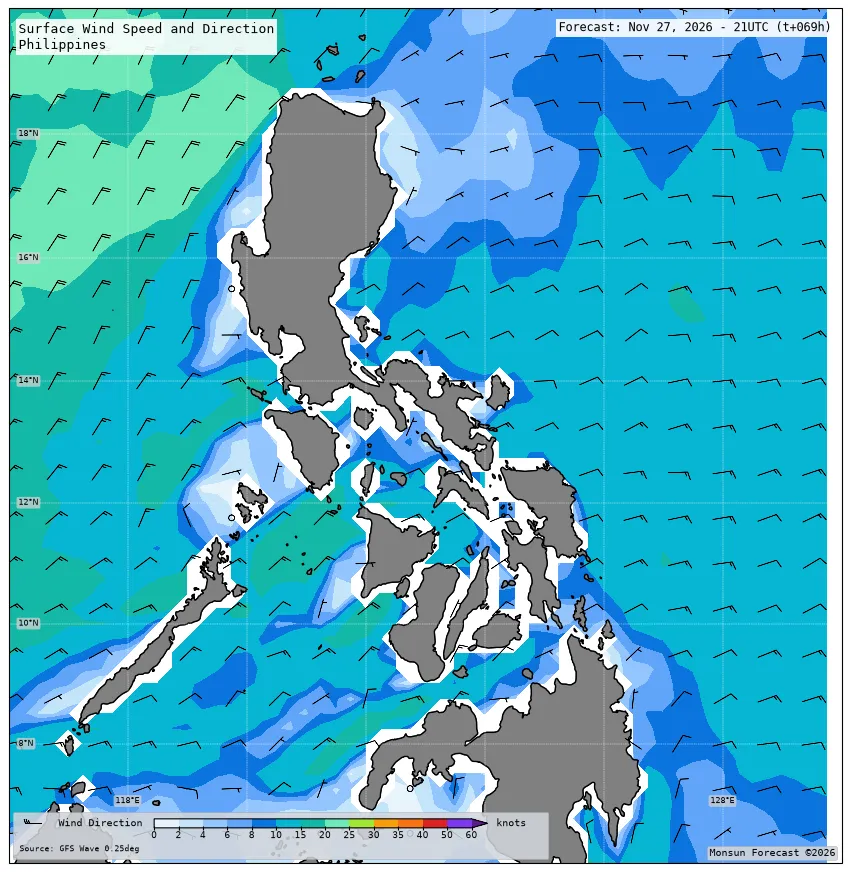 Surface Wind Speed and Direction
Philippines
Forecast: Nov 27, 2026 - 21UTC (t+069h)
18°N
16°N
14°N
12°N
10°N
8°N
118°E
128°E
Wind Direction
0 2 4 6 8 10 15 20 25 30 35 40 50 60
knots
Source: GFS Wave 0.25deg
Monsun Forecast ©2026